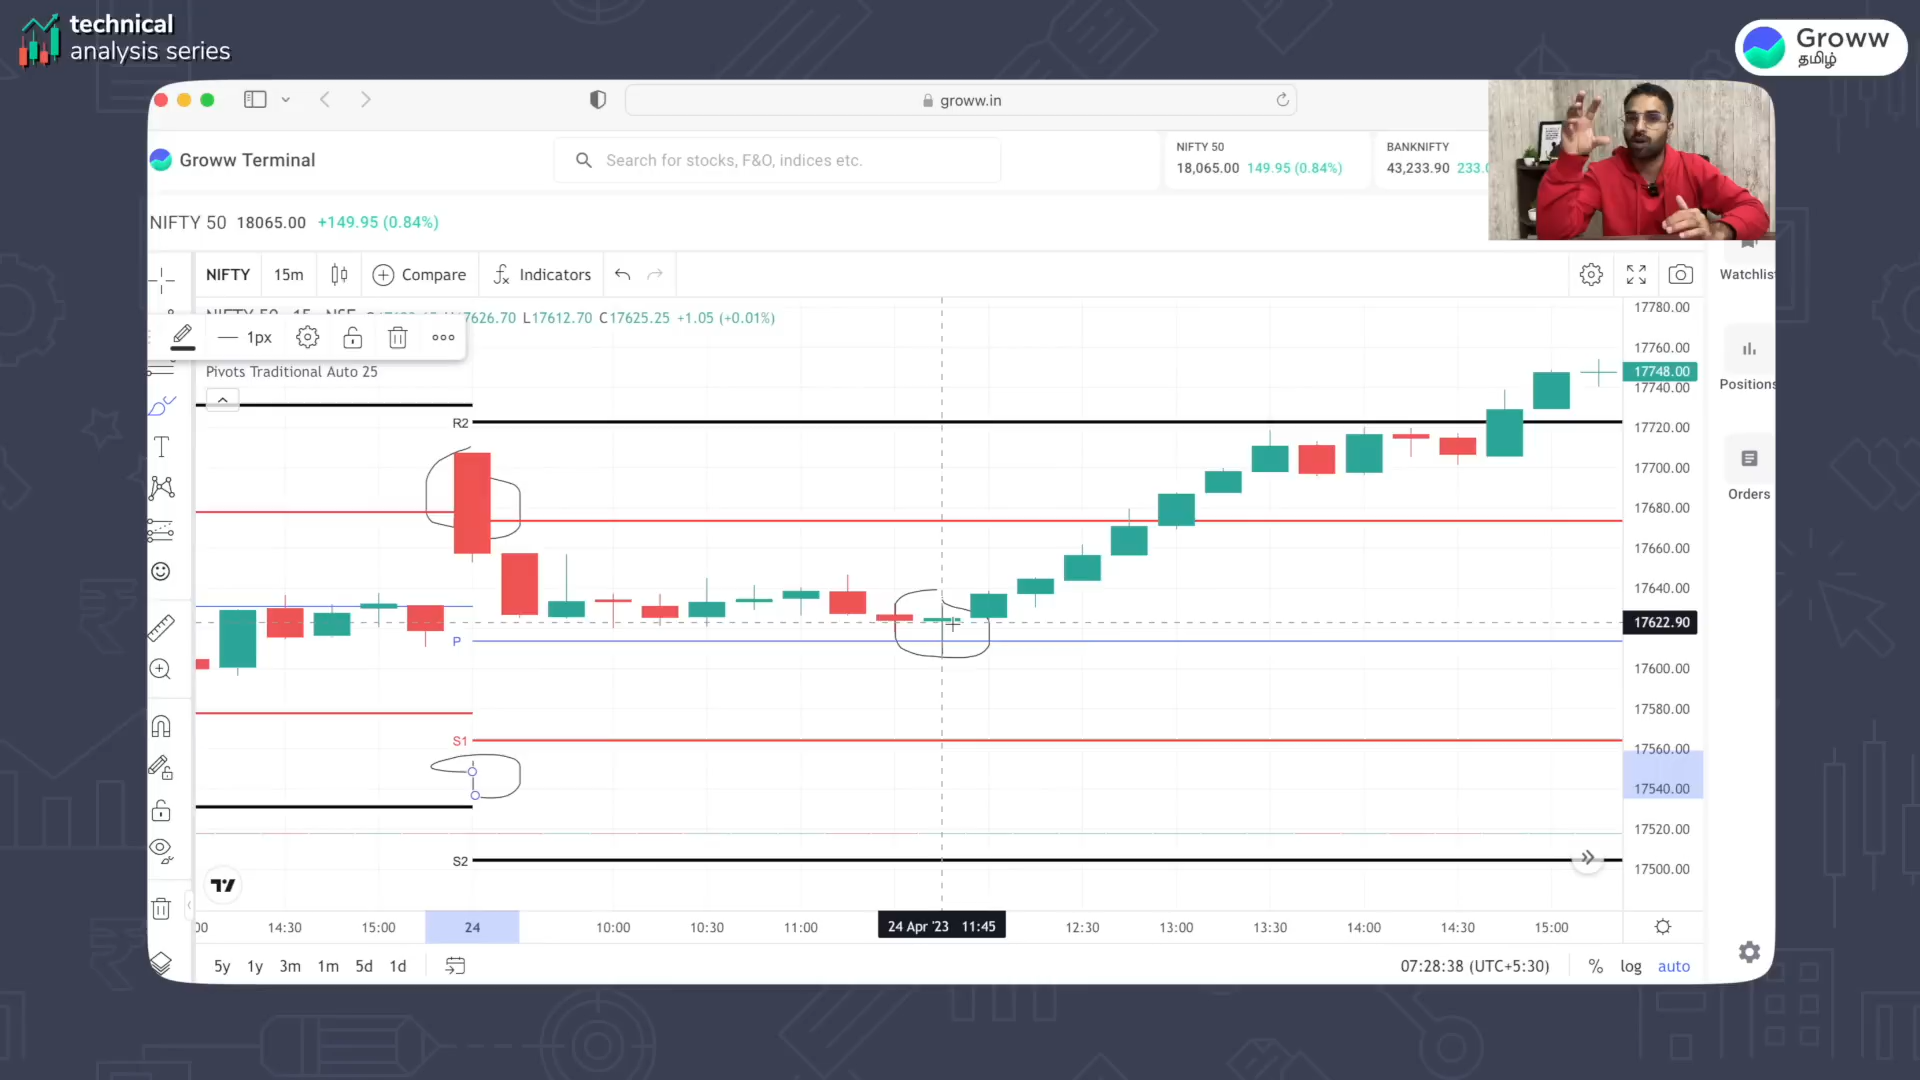 technical
analysis series
Groww
தமிழ்
groww.in
Groww Terminal
Search for stocks, F&O, indices etc.
NIFTY 50
18,065.00 149.95 (0.84%)
BANKNIFTY
43,233.90 233.0
NIFTY 50 18065.00 +149.95 (0.84%)
NIFTY 15m Compare Indicators
Watchlist
17626.70 L17612.70 C17625.25 +1.05 (+0.01%)
1px
Pivots Traditional Auto 25
Positions
Orders
R2
P
S1
S2
17780.00
17760.00
17748.00
17740.00
17720.00
17700.00
17680.00
17660.00
17640.00
17622.90
17600.00
17580.00
17560.00
17540.00
17520.00
17500.00
00 14:30 15:00 24 10:00 10:30 11:00 24 Apr '23 11:45 12:30 13:00 13:30 14:00 14:30 15:00
5y 1y 3m 1m 5d 1d 07:28:38 (UTC+5:30) % log auto